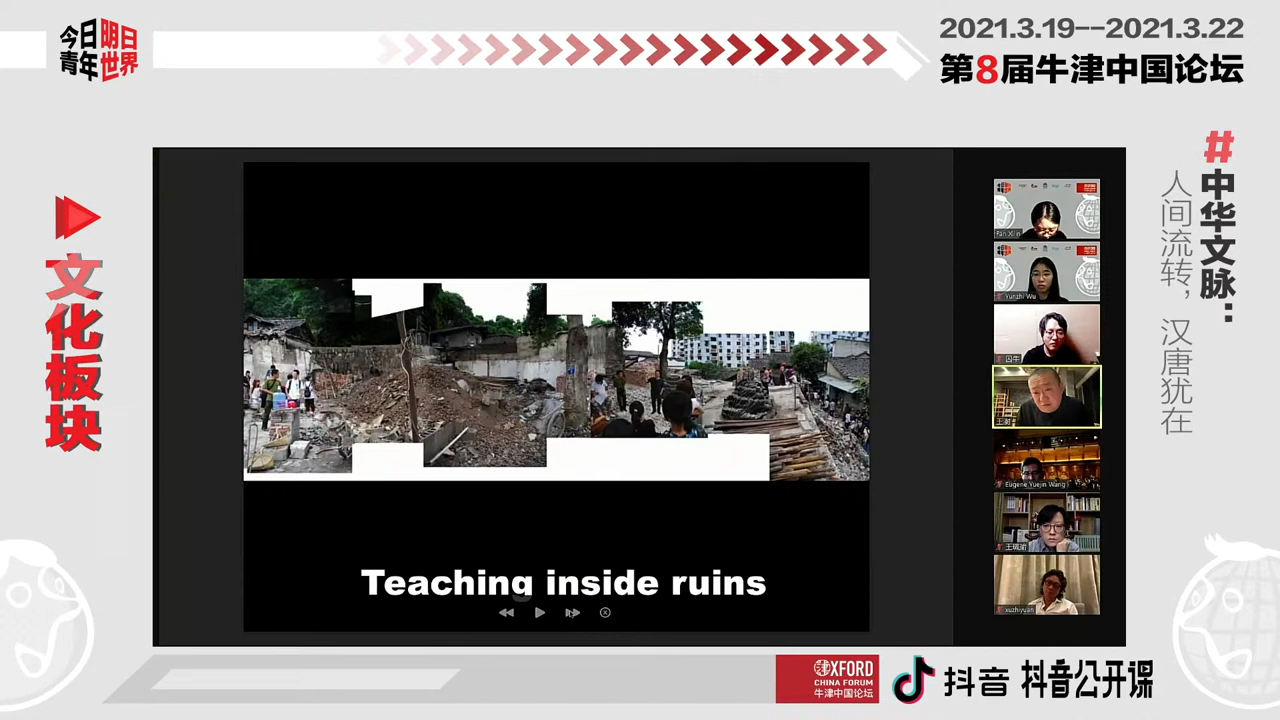 今日明日
青年世界
2021.3.19--2021.3.22
第8届牛津中国论坛
文化板块
#中华文脉：
人间流转，汉唐犹在
Yunzhi Wu
Eugene Yuejin Wang
xuzhiyuan
Teaching inside ruins
OXFORD
CHINA FORUM
牛津中国论坛
抖音 抖音公开课